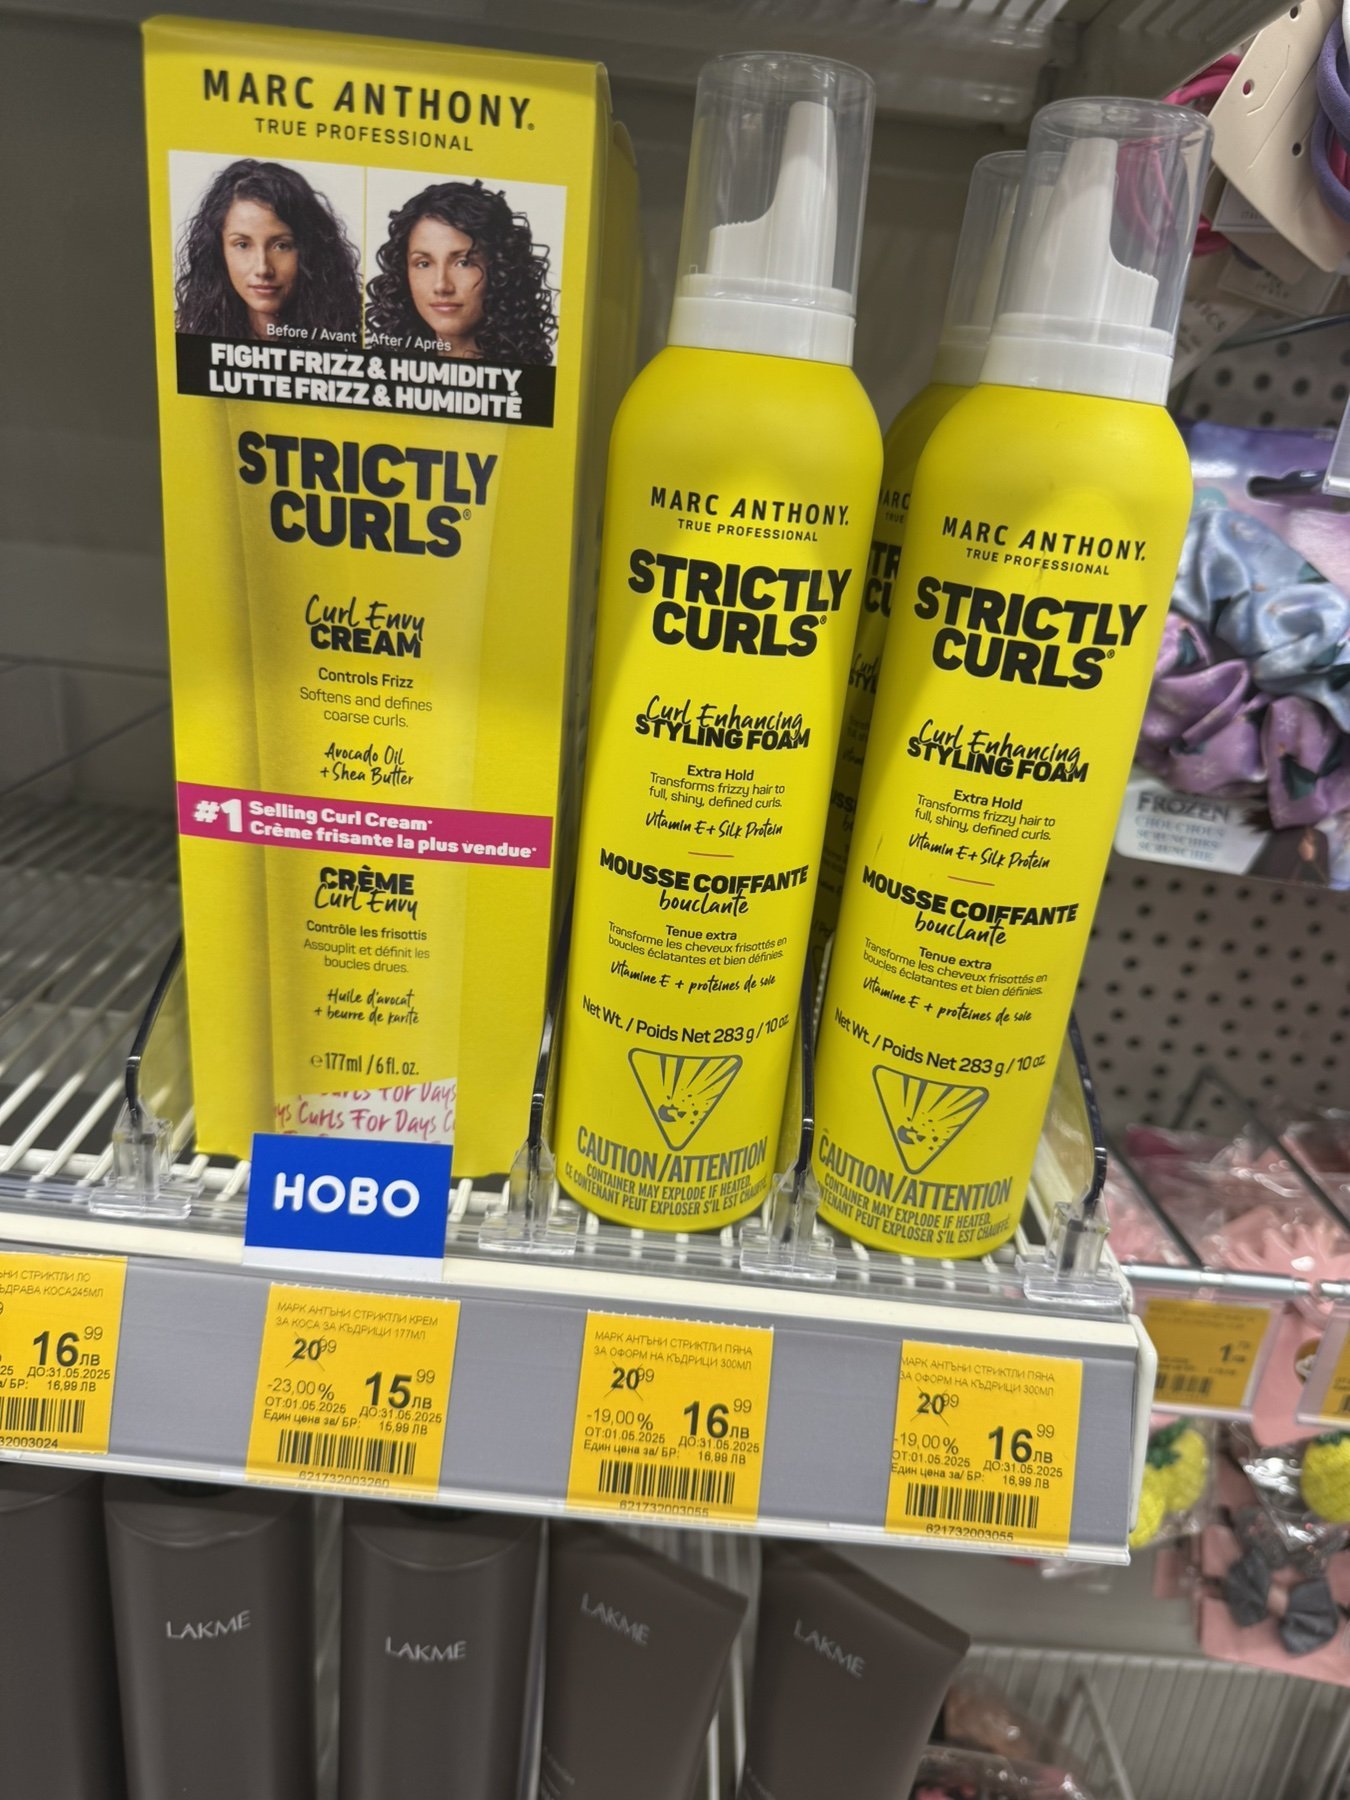 MARC ANTHONY.
TRUE PROFESSIONAL
Before / Avant
After / Après
FIGHT FRIZZ & HUMIDITY
LUTTE FRIZZ & HUMIDITÉ
STRICTLY
CURLS®
Curl Envy
CREAM
Controls Frizz
Softens and defines
coarse curls.
Avocado Oil
+ Shea Butter
#1 Selling Curl Cream*
Crème frisante la plus vendue*
CRÈME
Curl Envy
Contrôle les frisottis
Assouplit et définit les
boucles drues.
Huile d'avocat
+ beurre de karité
℮177ml / 6 fl. oz.
Curls For Days
MARC ANTHONY.
TRUE PROFESSIONAL
STRICTLY
CURLS®
Curl Enhancing
STYLING FOAM
Extra Hold
Transforms frizzy hair to
full, shiny, defined curls.
Vitamin E + Silk Protein
MOUSSE COIFFANTE
bouclante
Tenue extra
Transforme les cheveux frisottés en
boucles éclatantes et bien définies.
Vitamine E + protéines de soie
Net Wt. / Poids Net 283 g / 10 oz
CAUTION/ATTENTION
CONTAINER MAY EXPLODE IF HEATED.
CE CONTENANT PEUT EXPLOSER S'IL EST
MARC ANTHONY.
TRUE PROFESSIONAL
STRICTLY
CURLS®
Curl Enhancing
STYLING FOAM
Extra Hold
Transforms frizzy hair to
full, shiny, defined curls.
Vitamin E + Silk Protein
MOUSSE COIFFANTE
bouclante
Tenue extra
Transforme les cheveux frisottés en
boucles éclatantes et bien définies.
Vitamine E + protéines de soie
Net Wt. / Poids Net 283 g / 10 oz
CAUTION/ATTENTION
CONTAINER MAY EXPLODE IF HEATED.
PEUT EXPLOSER S'IL EST
FROZEN
НОВО
СТРИКТЛИ ЛО
КОСА245МЛ
16 99
ЛВ
ДО:31.05.2025
16,99 ЛВ
32003024
МАРК АНТЪНИ СТРИКТЛИ КРЕМ
ЗА КОСА ЗА КЪДРИЦИ 177МЛ
20 99
-23,00%
15 99
ЛВ
ОТ:01.05.2025 ДО:31.05.2025
Един цена за/ БР: 16,99 ЛВ
621732003260
МАРК АНТЪНИ СТРИКТЛИ ПЯНА
ЗА ОФОРМ НА КЪДРИЦИ 300МЛ
20 99
-19,00%
16 99
ЛВ
ОТ:01.05.2025 ДО:31.05.2025
Един цена за/ БР: 16,99 ЛВ
621732003055
МАРК АНТЪНИ СТРИКТЛИ ПЯНА
ЗА ОФОРМ НА КЪДРИЦИ 300МЛ
20 99
-19,00%
16 99
ЛВ
ОТ:01.05.2025 ДО:31.05.2025
Един цена за/ БР: 16,99 ЛВ
621732003055
LAKME
LAKME
LAKME
LAKME